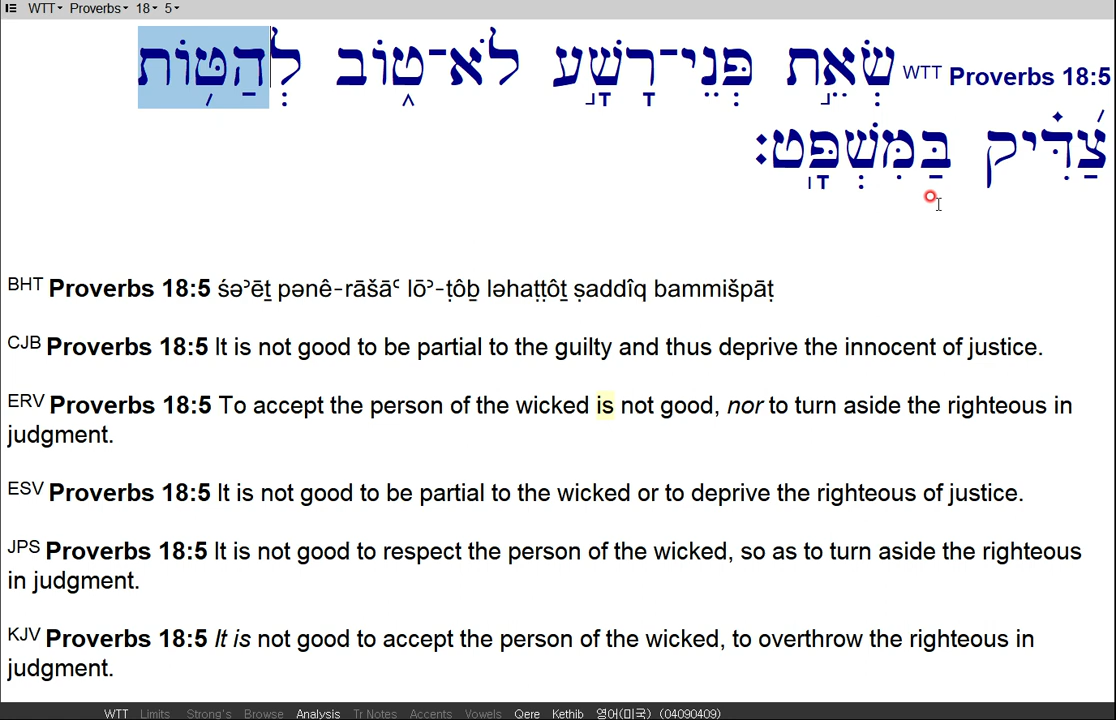 WTT Proverbs 18 5
WTT Proverbs 18:5 שְׂאֵ֣ת פְּנֵי־רָשָׁ֣ע לֹא־ט֑וֹב לְ֝הַטּ֥וֹת
צַ֝דִּ֗יק בַּמִּשְׁפָּֽט׃
BHT Proverbs 18:5 śəʾēṯ pənê-rāšāʿ lōʾ-ṭôḇ ləhaṭṭôṯ ṣaddîq bammišpāṭ
CJB Proverbs 18:5 It is not good to be partial to the guilty and thus deprive the innocent of justice.
ERV Proverbs 18:5 To accept the person of the wicked is not good, nor to turn aside the righteous in
judgment.
ESV Proverbs 18:5 It is not good to be partial to the wicked or to deprive the righteous of justice.
JPS Proverbs 18:5 It is not good to respect the person of the wicked, so as to turn aside the righteous
in judgment.
KJV Proverbs 18:5 It is not good to accept the person of the wicked, to overthrow the righteous in
judgment.
WTT Limits Strong's Browse Analysis Tr Notes Accents Vowels Qere Kethib 영어(미국) (04090409)